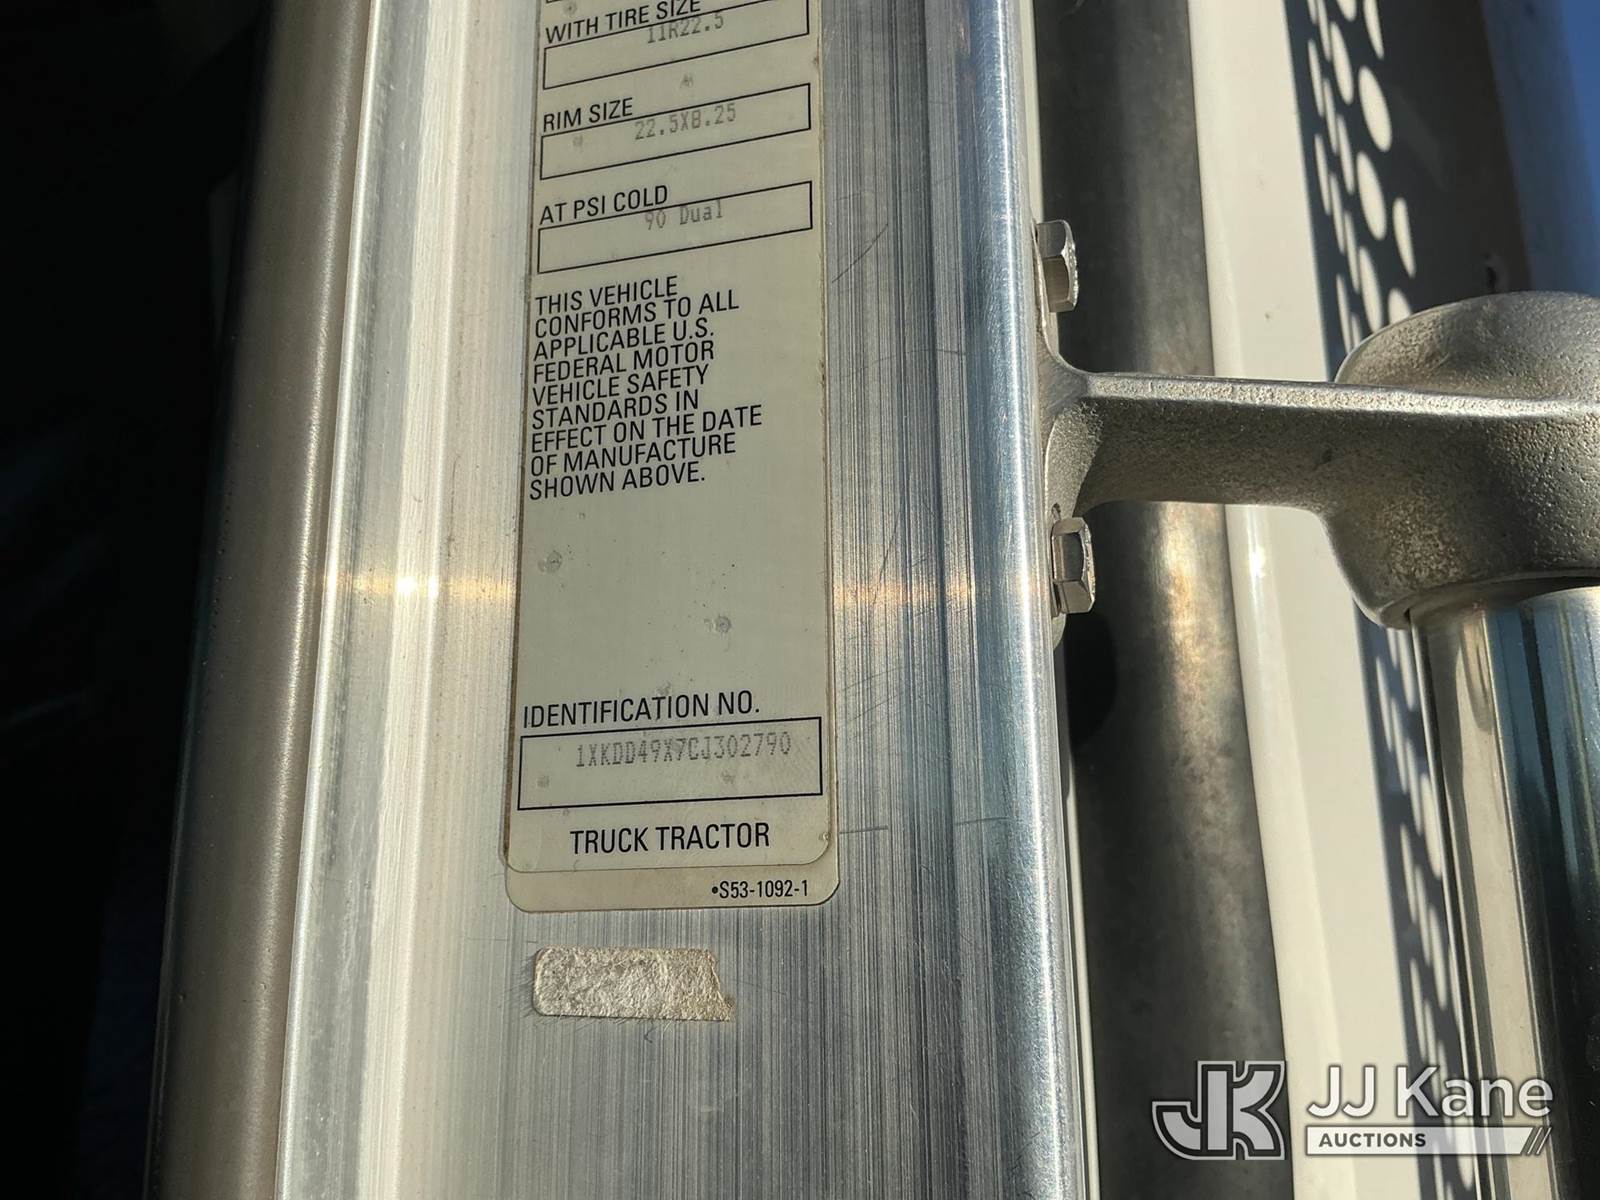 WITH TIRE SIZE
11R22.5
RIM SIZE
22.5X8.25
AT PSI COLD
90 Dual
THIS VEHICLE
CONFORMS TO ALL
APPLICABLE U.S.
FEDERAL MOTOR
VEHICLE SAFETY
STANDARDS IN
EFFECT ON THE DATE
OF MANUFACTURE
SHOWN ABOVE.
IDENTIFICATION NO.
1XKDD49X7CJ302790
TRUCK TRACTOR
•S53-1092-1
JK JJ Kane
AUCTIONS